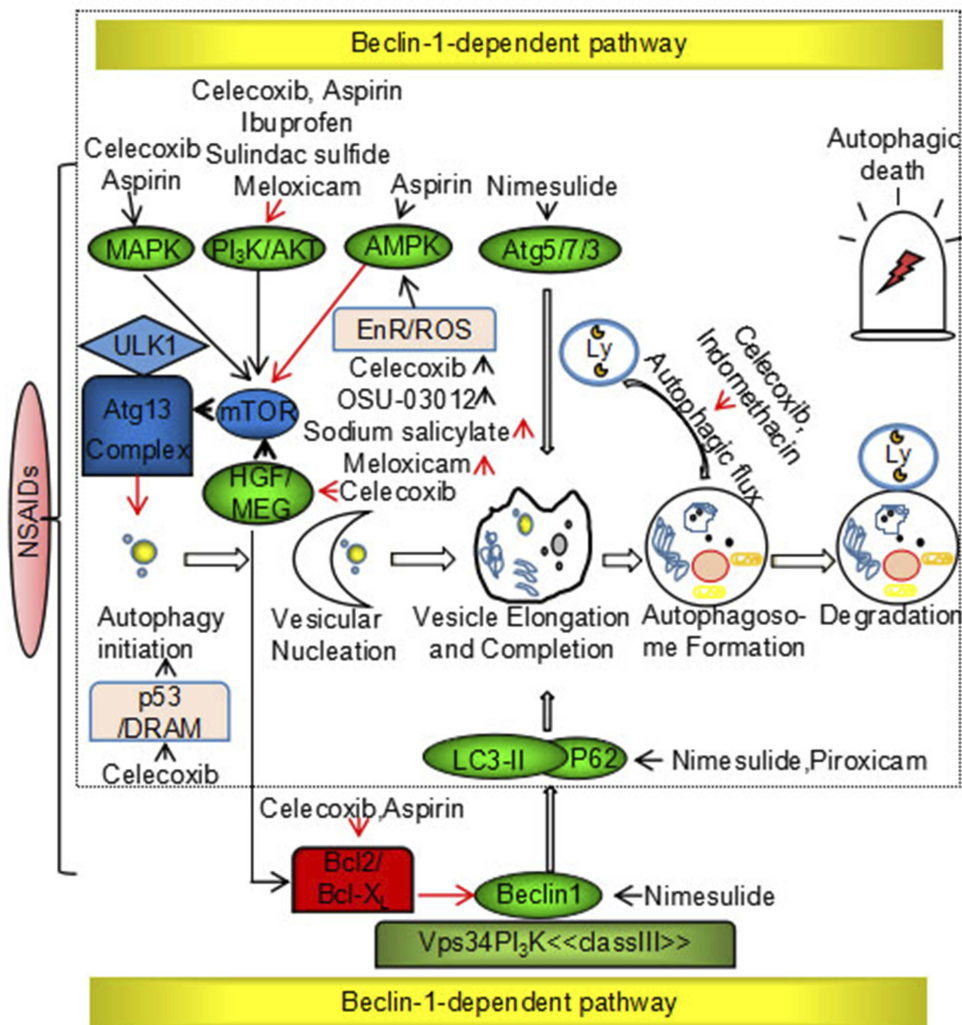 Beclin-1-dependent pathway
Celecoxib, Aspirin
Ibuprofen
Sulindac sulfide
Meloxicam
Celecoxib
Aspirin
Aspirin
Nimesulide
Autophagic
death
MAPK
PI3K/AKT
AMPK
Atg5/7/3
EnR/ROS
ULK1
Atg13
Complex
mTOR
Celecoxib
OSU-03012
Sodium salicylate
Meloxicam
Celecoxib
HGF/
MEG
Ly
Autophagic flux
Celecoxib,
Indomethacin
Ly
NSAIDs
Autophagy
initiation
Vesicular
Nucleation
Vesicle Elongation
and Completion
Autophagoso-
me Formation
Degradation
p53
/DRAM
Celecoxib
LC3-II
P62
Nimesulide,Piroxicam
Celecoxib,Aspirin
Bcl2/
Bcl-XL
Beclin1
Nimesulide
Vps34PI3K<<classIII>>
Beclin-1-dependent pathway